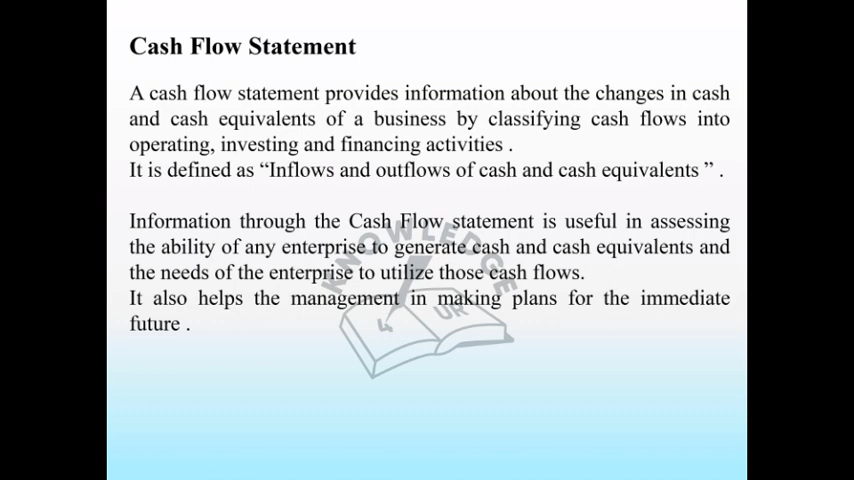 Cash Flow Statement
A cash flow statement provides information about the changes in cash
and cash equivalents of a business by classifying cash flows into
operating, investing and financing activities .
It is defined as “Inflows and outflows of cash and cash equivalents ” .
Information through the Cash Flow statement is useful in assessing
the ability of any enterprise to generate cash and cash equivalents and
the needs of the enterprise to utilize those cash flows.
It also helps the management in making plans for the immediate
future .
KNOWLEDGE
4 UR